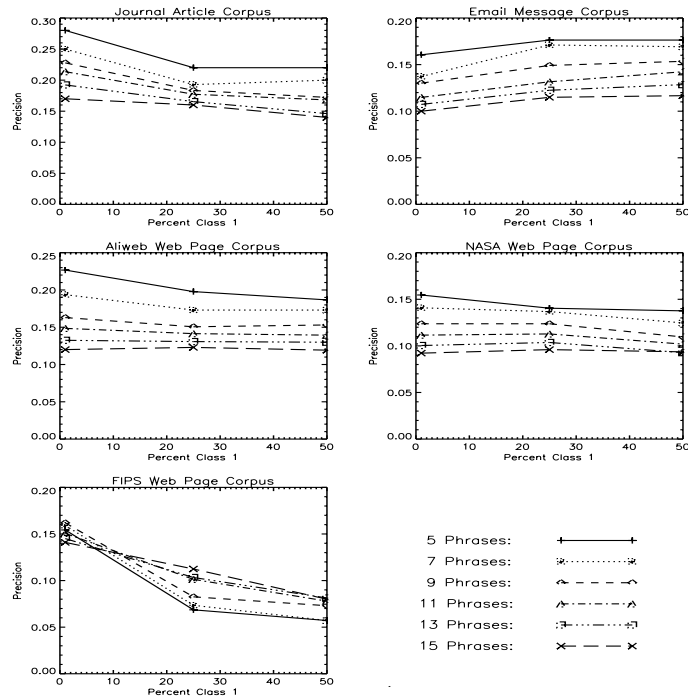 Journal Article Corpus
0.30
0.25
0.20
0.15
0.10
0.05
0.00
Precision
0 10 20 30 40 50
Percent Class 1
Email Message Corpus
0.20
0.15
0.10
0.05
0.00
Precision
0 10 20 30 40 50
Percent Class 1
Aliweb Web Page Corpus
0.25
0.20
0.15
0.10
0.05
0.00
Precision
0 10 20 30 40 50
Percent Class 1
NASA Web Page Corpus
0.20
0.15
0.10
0.05
0.00
Precision
0 10 20 30 40 50
Percent Class 1
FIPS Web Page Corpus
0.20
0.15
0.10
0.05
0.00
Precision
0 10 20 30 40 50
Percent Class 1
5 Phrases:
7 Phrases:
9 Phrases:
11 Phrases:
13 Phrases:
15 Phrases: